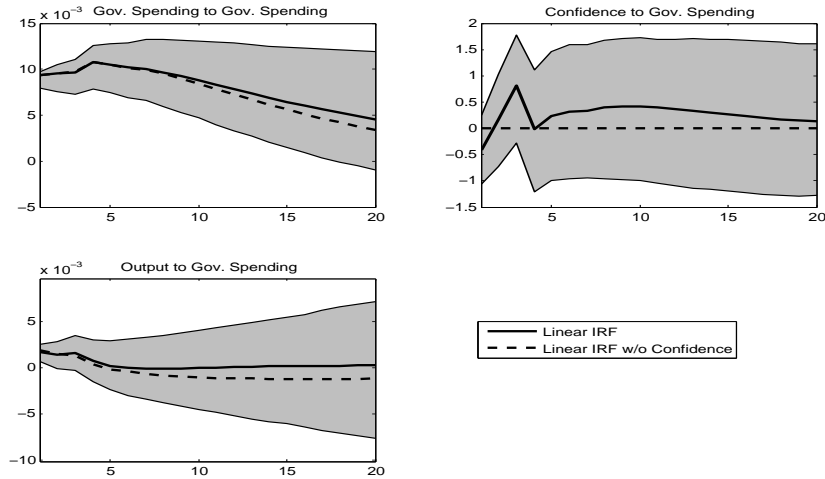 Gov. Spending to Gov. Spending
x 10⁻³
15
10
5
0
−5
5 10 15 20
Confidence to Gov. Spending
2
1.5
1
0.5
0
−0.5
−1
−1.5
5 10 15 20
Output to Gov. Spending
x 10⁻³
5
0
−5
−10
5 10 15 20
Linear IRF
Linear IRF w/o Confidence